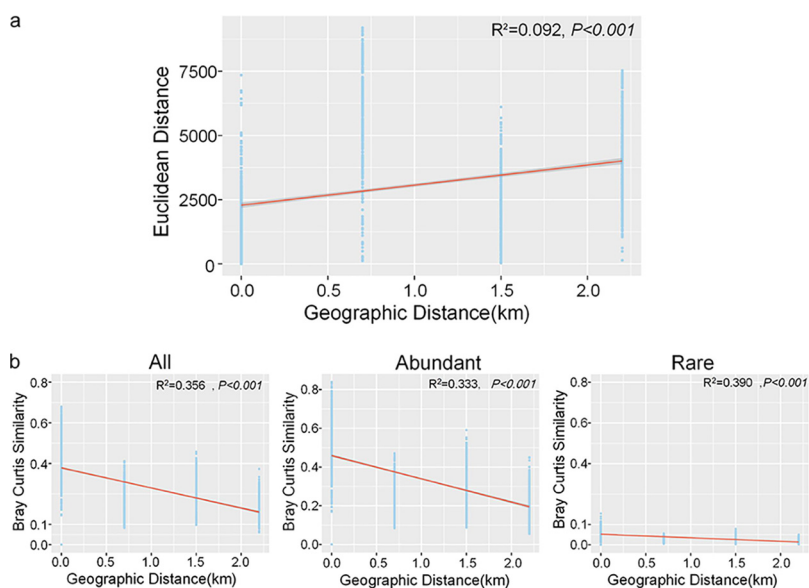 a
R²=0.092, P<0.001
Euclidean Distance
7500
5000
2500
0
0.0 0.5 1.0 1.5 2.0
Geographic Distance(km)
b
All
R²=0.356 , P<0.001
Bray Curtis Similarity
0.8
0.6
0.4
0.1
0.0
0.0 0.5 1.0 1.5 2.0
Geographic Distance(km)
Abundant
R²=0.333, P<0.001
Bray Curtis Similarity
0.8
0.6
0.4
0.2
0.0
0.0 0.5 1.0 1.5 2.0
Geographic Distance(km)
Rare
R²=0.390 ,P<0.001
Bray Curtis Similarity
0.8
0.6
0.4
0.1
0.0
0.0 0.5 1.0 1.5 2.0
Geographic Distance(km)